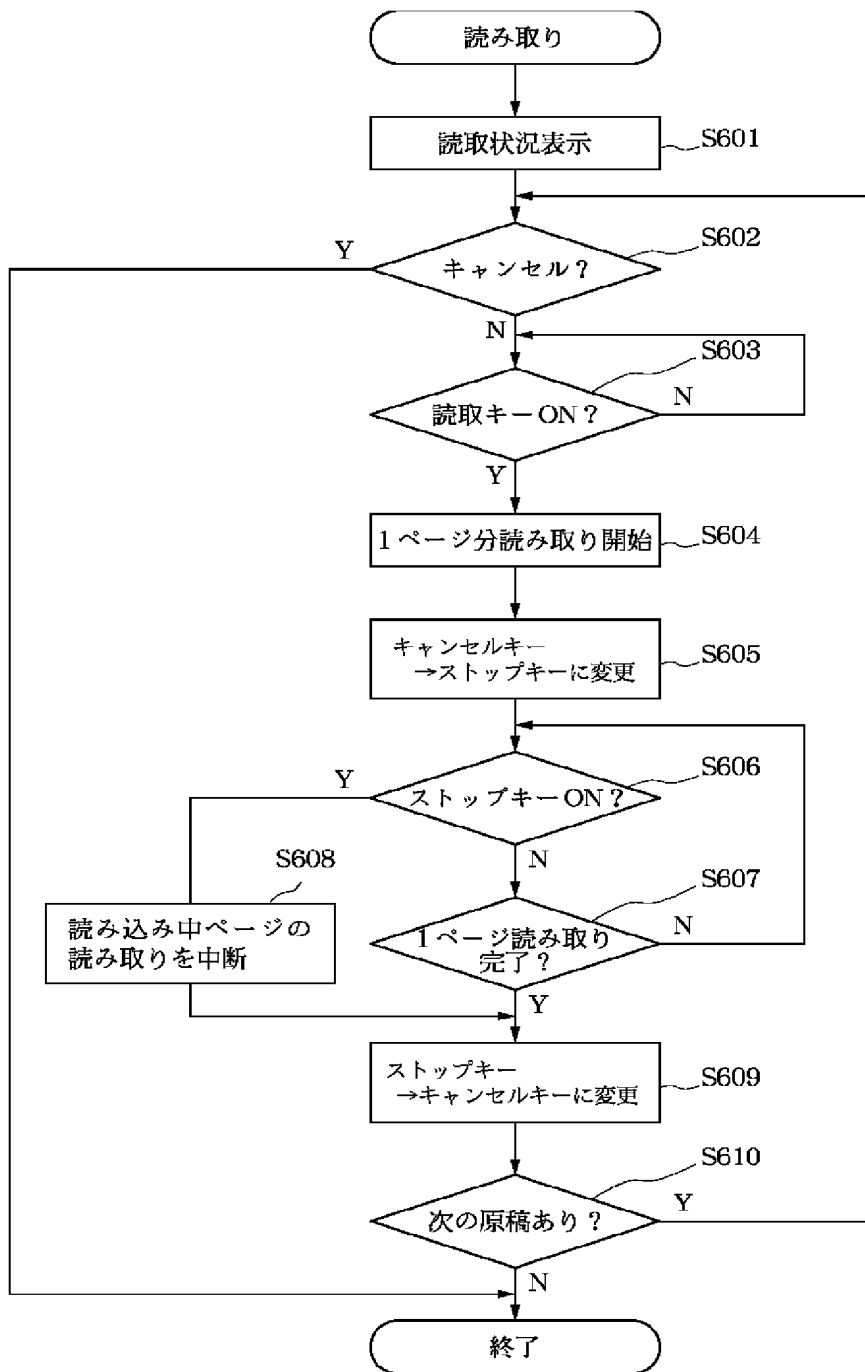 読み取り
読取状況表示
S601
キャンセル？
S602
Y
N
読取キーON？
S603
N
Y
1ページ分読み取り開始
S604
キャンセルキー
→ストップキーに変更
S605
ストップキーON？
S606
Y
N
S608
読み込み中ページの
読み取りを中断
1ページ読み取り
完了？
S607
N
Y
ストップキー
→キャンセルキーに変更
S609
次の原稿あり？
S610
Y
N
終了